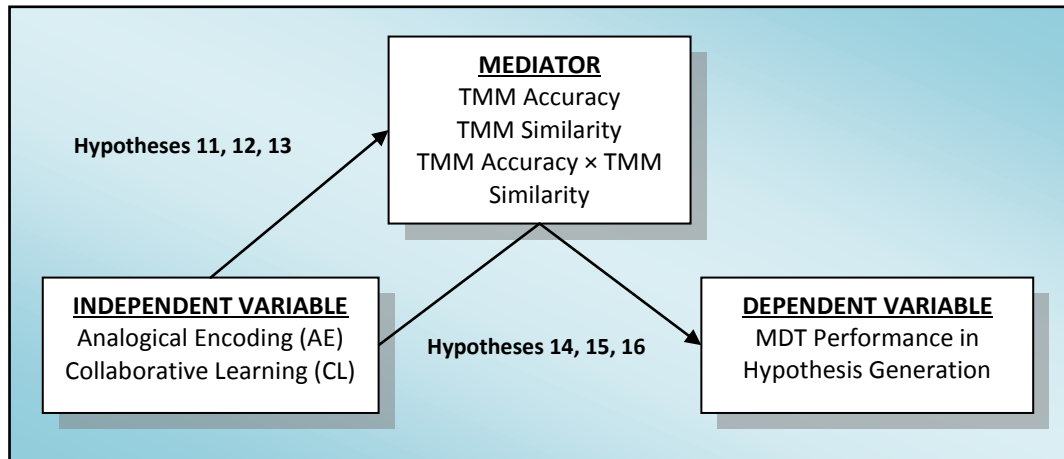 MEDIATOR
TMM Accuracy
TMM Similarity
TMM Accuracy × TMM
Similarity
Hypotheses 11, 12, 13
INDEPENDENT VARIABLE
Analogical Encoding (AE)
Collaborative Learning (CL)
Hypotheses 14, 15, 16
DEPENDENT VARIABLE
MDT Performance in
Hypothesis Generation